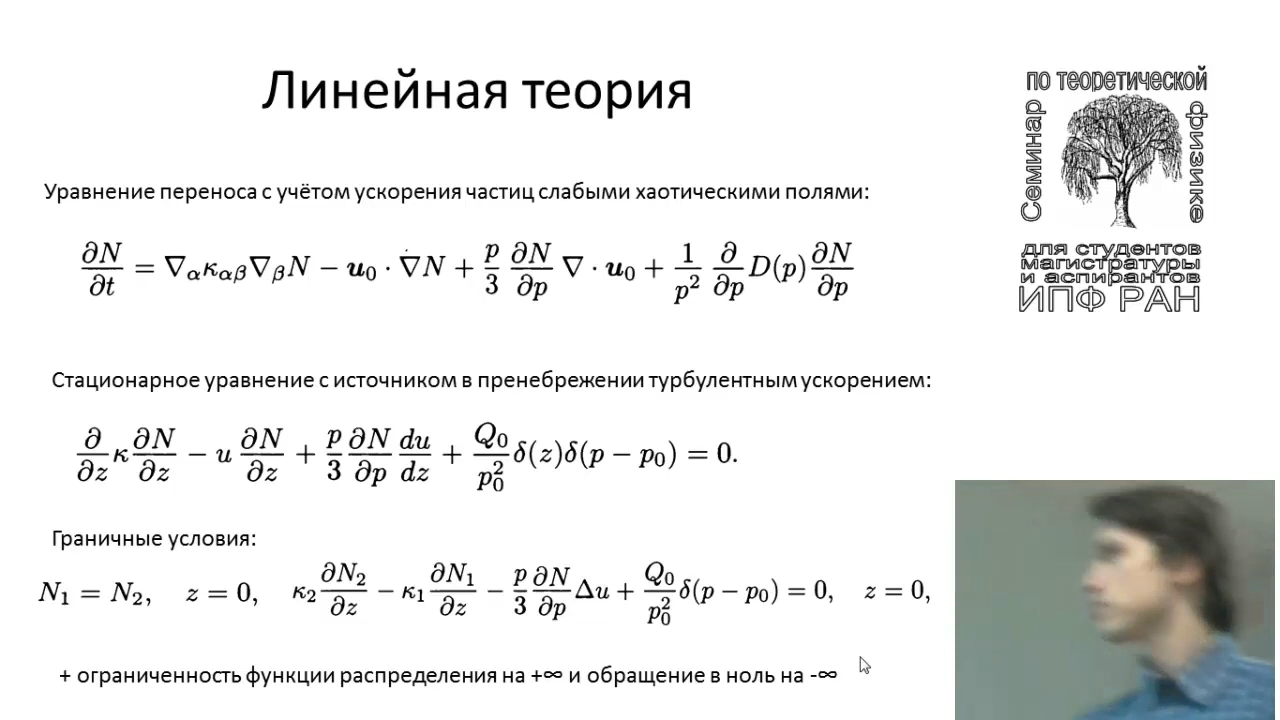 Линейная теория
по теоретической
Семинар
физике
для студентов
магистратуры
и аспирантов
ИПФ РАН
Уравнение переноса с учётом ускорения частиц слабыми хаотическими полями:
∂N/∂t = ∇_α κ_αβ ∇_β N − u₀ · ∇N + p/3 ∂N/∂p ∇ · u₀ + 1/p² ∂/∂p D(p) ∂N/∂p
Стационарное уравнение с источником в пренебрежении турбулентным ускорением:
∂/∂z κ ∂N/∂z − u ∂N/∂z + p/3 ∂N/∂p du/dz + Q₀/p₀² δ(z)δ(p − p₀) = 0.
Граничные условия:
N₁ = N₂, z = 0, κ₂ ∂N₂/∂z − κ₁ ∂N₁/∂z − p/3 ∂N/∂p Δu + Q₀/p₀² δ(p − p₀) = 0, z = 0,
+ ограниченность функции распределения на +∞ и обращение в ноль на -∞